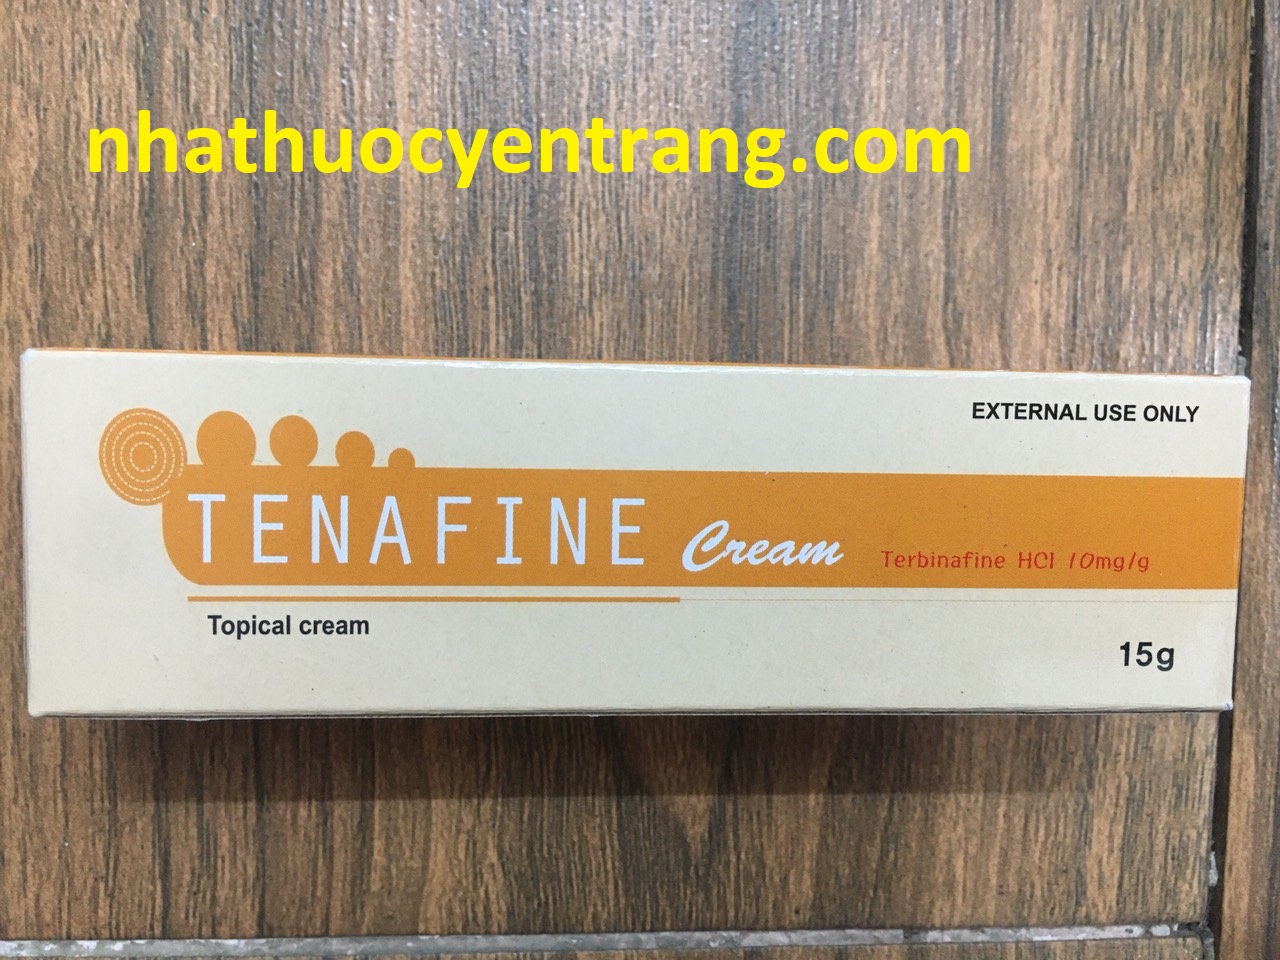 nhathuocyentrang.com
EXTERNAL USE ONLY
TENAFINE Cream Terbinafine HCl 10mg/g
Topical cream
15g